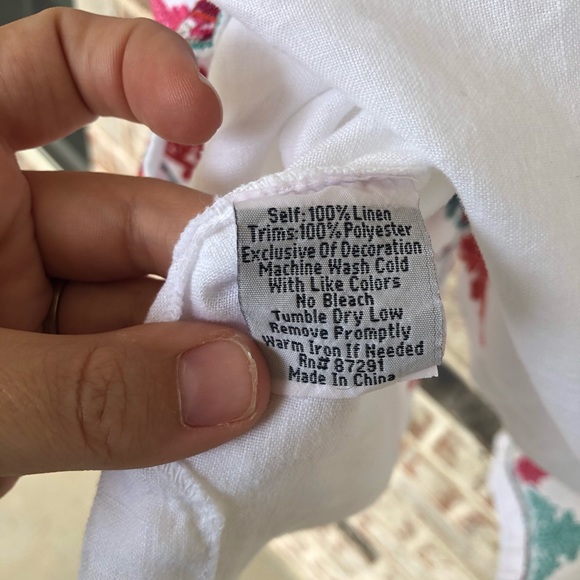 Self: 100% Linen
Trims: 100% Polyester
Exclusive Of Decoration
Machine Wash Cold
With Like Colors
No Bleach
Tumble Dry Low
Remove Promptly
Warm Iron If Needed
Rn# 87291
Made In China